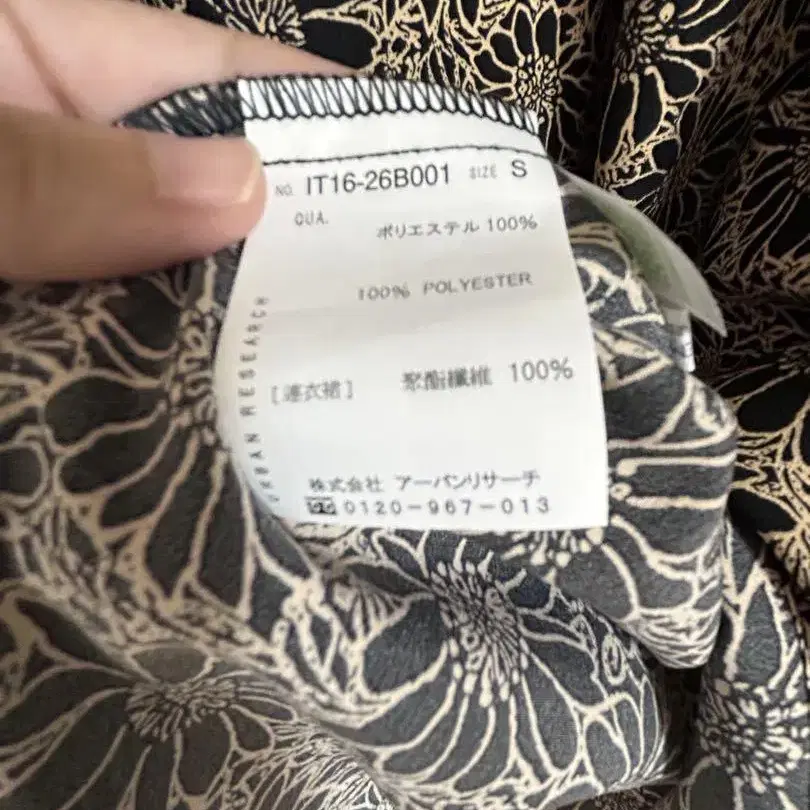 NO. IT16-26B001 SIZE S
QUA.
ポリエステル 100%
100% POLYESTER
[連衣裙] 聚酯纖維 100%
URBAN RESEARCH
株式会社 アーバンリサーチ
0120-967-013